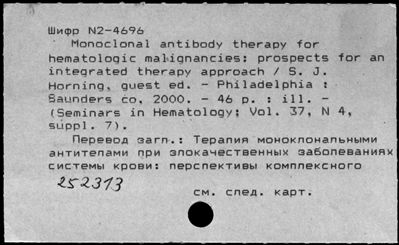 Шифр N2-4696
Monoclonal antibody therapy for
hematologic malignancies: prospects for an
integrated therapy approach / S. J.
Horning, guest ed. - Philadelphia :
Saunders co, 2000. - 46 p. : ill. -
(Seminars in Hematology; Vol. 37, N 4,
suppl. 7).
Перевод загл.: Терапия моноклональными
антителами при злокачественных заболеваниях
системы крови: перспективы комплексного
252313
см. след. карт.